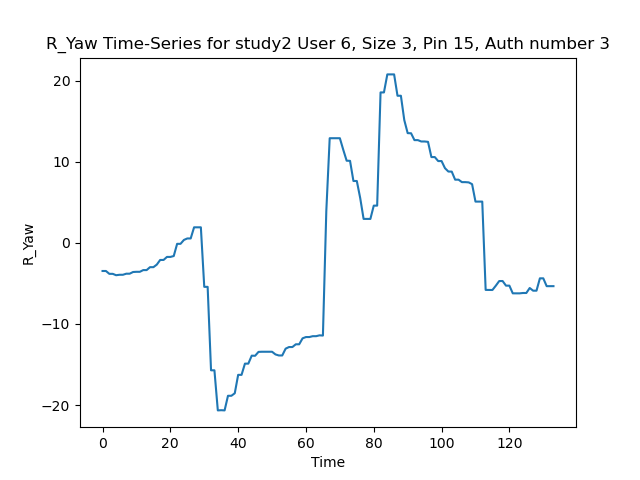 R_Yaw Time-Series for study2 User 6, Size 3, Pin 15, Auth number 3
R_Yaw
20
10
0
−10
−20
0 20 40 60 80 100 120
Time